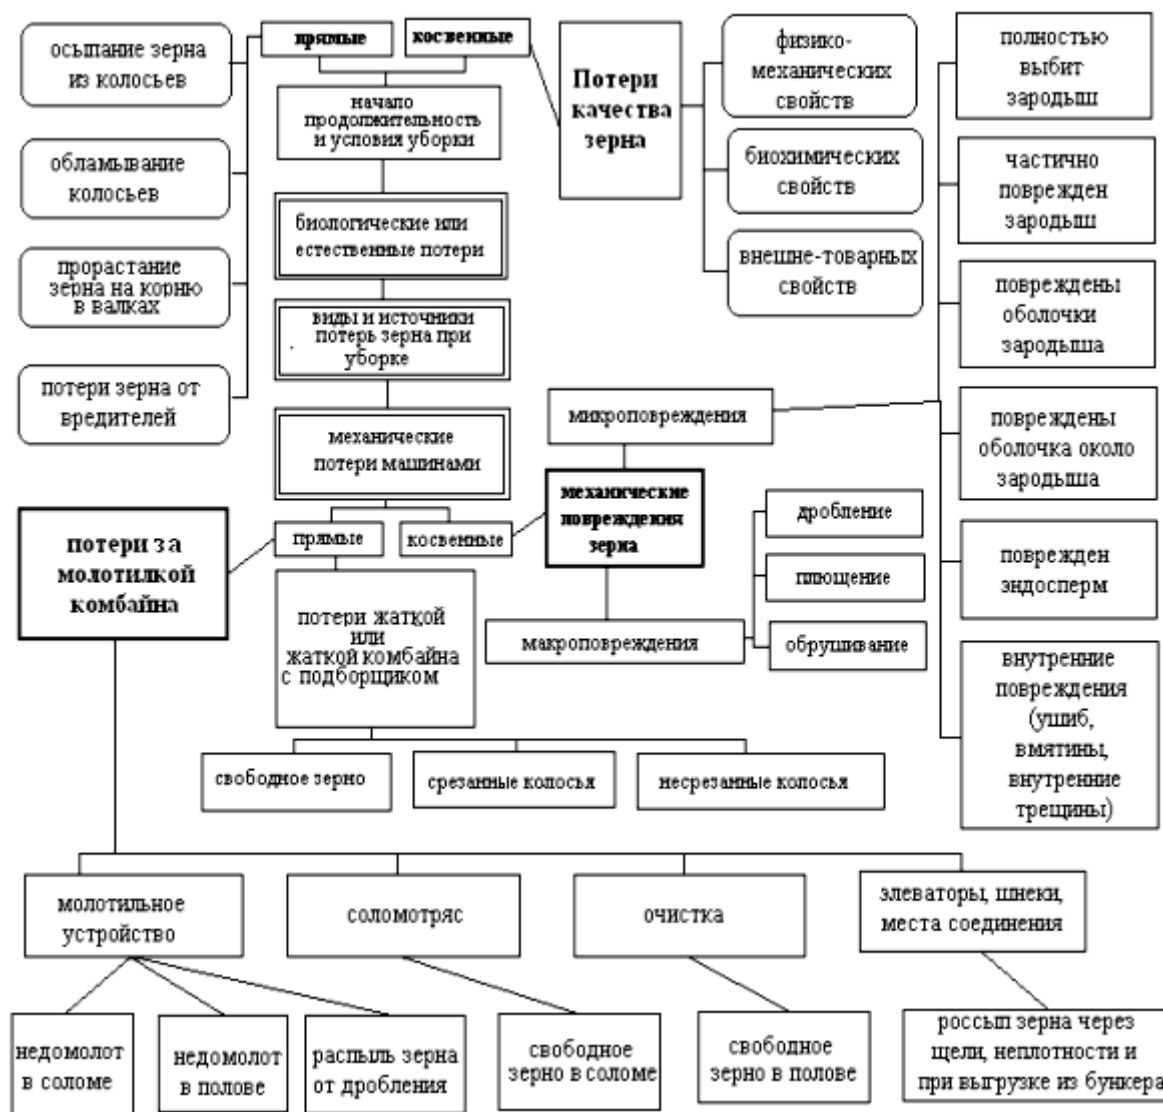 осыпание зерна
из колосьев
прямые
косвенные
Потери
качества
зерна
физико-
механических
свойств
полностью
выбит
зародыш
начало
продолжительность
и условия уборки
обламывание
колосьев
биохимических
свойств
частично
поврежден
зародыш
биологические или
естественные потери
прорастание
зерна на корню
в валках
внешне-товарных
свойств
повреждены
оболочки
зародыша
виды и источники
потерь зерна при
уборке
потери зерна от
вредителей
микроповреждения
повреждены
оболочка около
зародыша
механические
потери машинами
механические
повреждения
зерна
дробление
потери за
молотилкой
комбайна
прямые
косвенные
плющение
поврежден
эндосперм
потери жаткой
или
жаткой комбайна
с подборщиком
макроповреждения
обрушивание
внутренние
повреждения
(ушиб,
вмятины,
внутренние
трещины)
свободное зерно
срезанные колосья
несрезанные колосья
молотильное
устройство
соломотряс
очистка
элеваторы, шнеки,
места соединения
недомолот
в соломе
недомолот
в полове
распыль зерна
от дробления
свободное
зерно в соломе
свободное
зерно в полове
россып зерна через
щели, неплотности и
при выгрузке из бункера